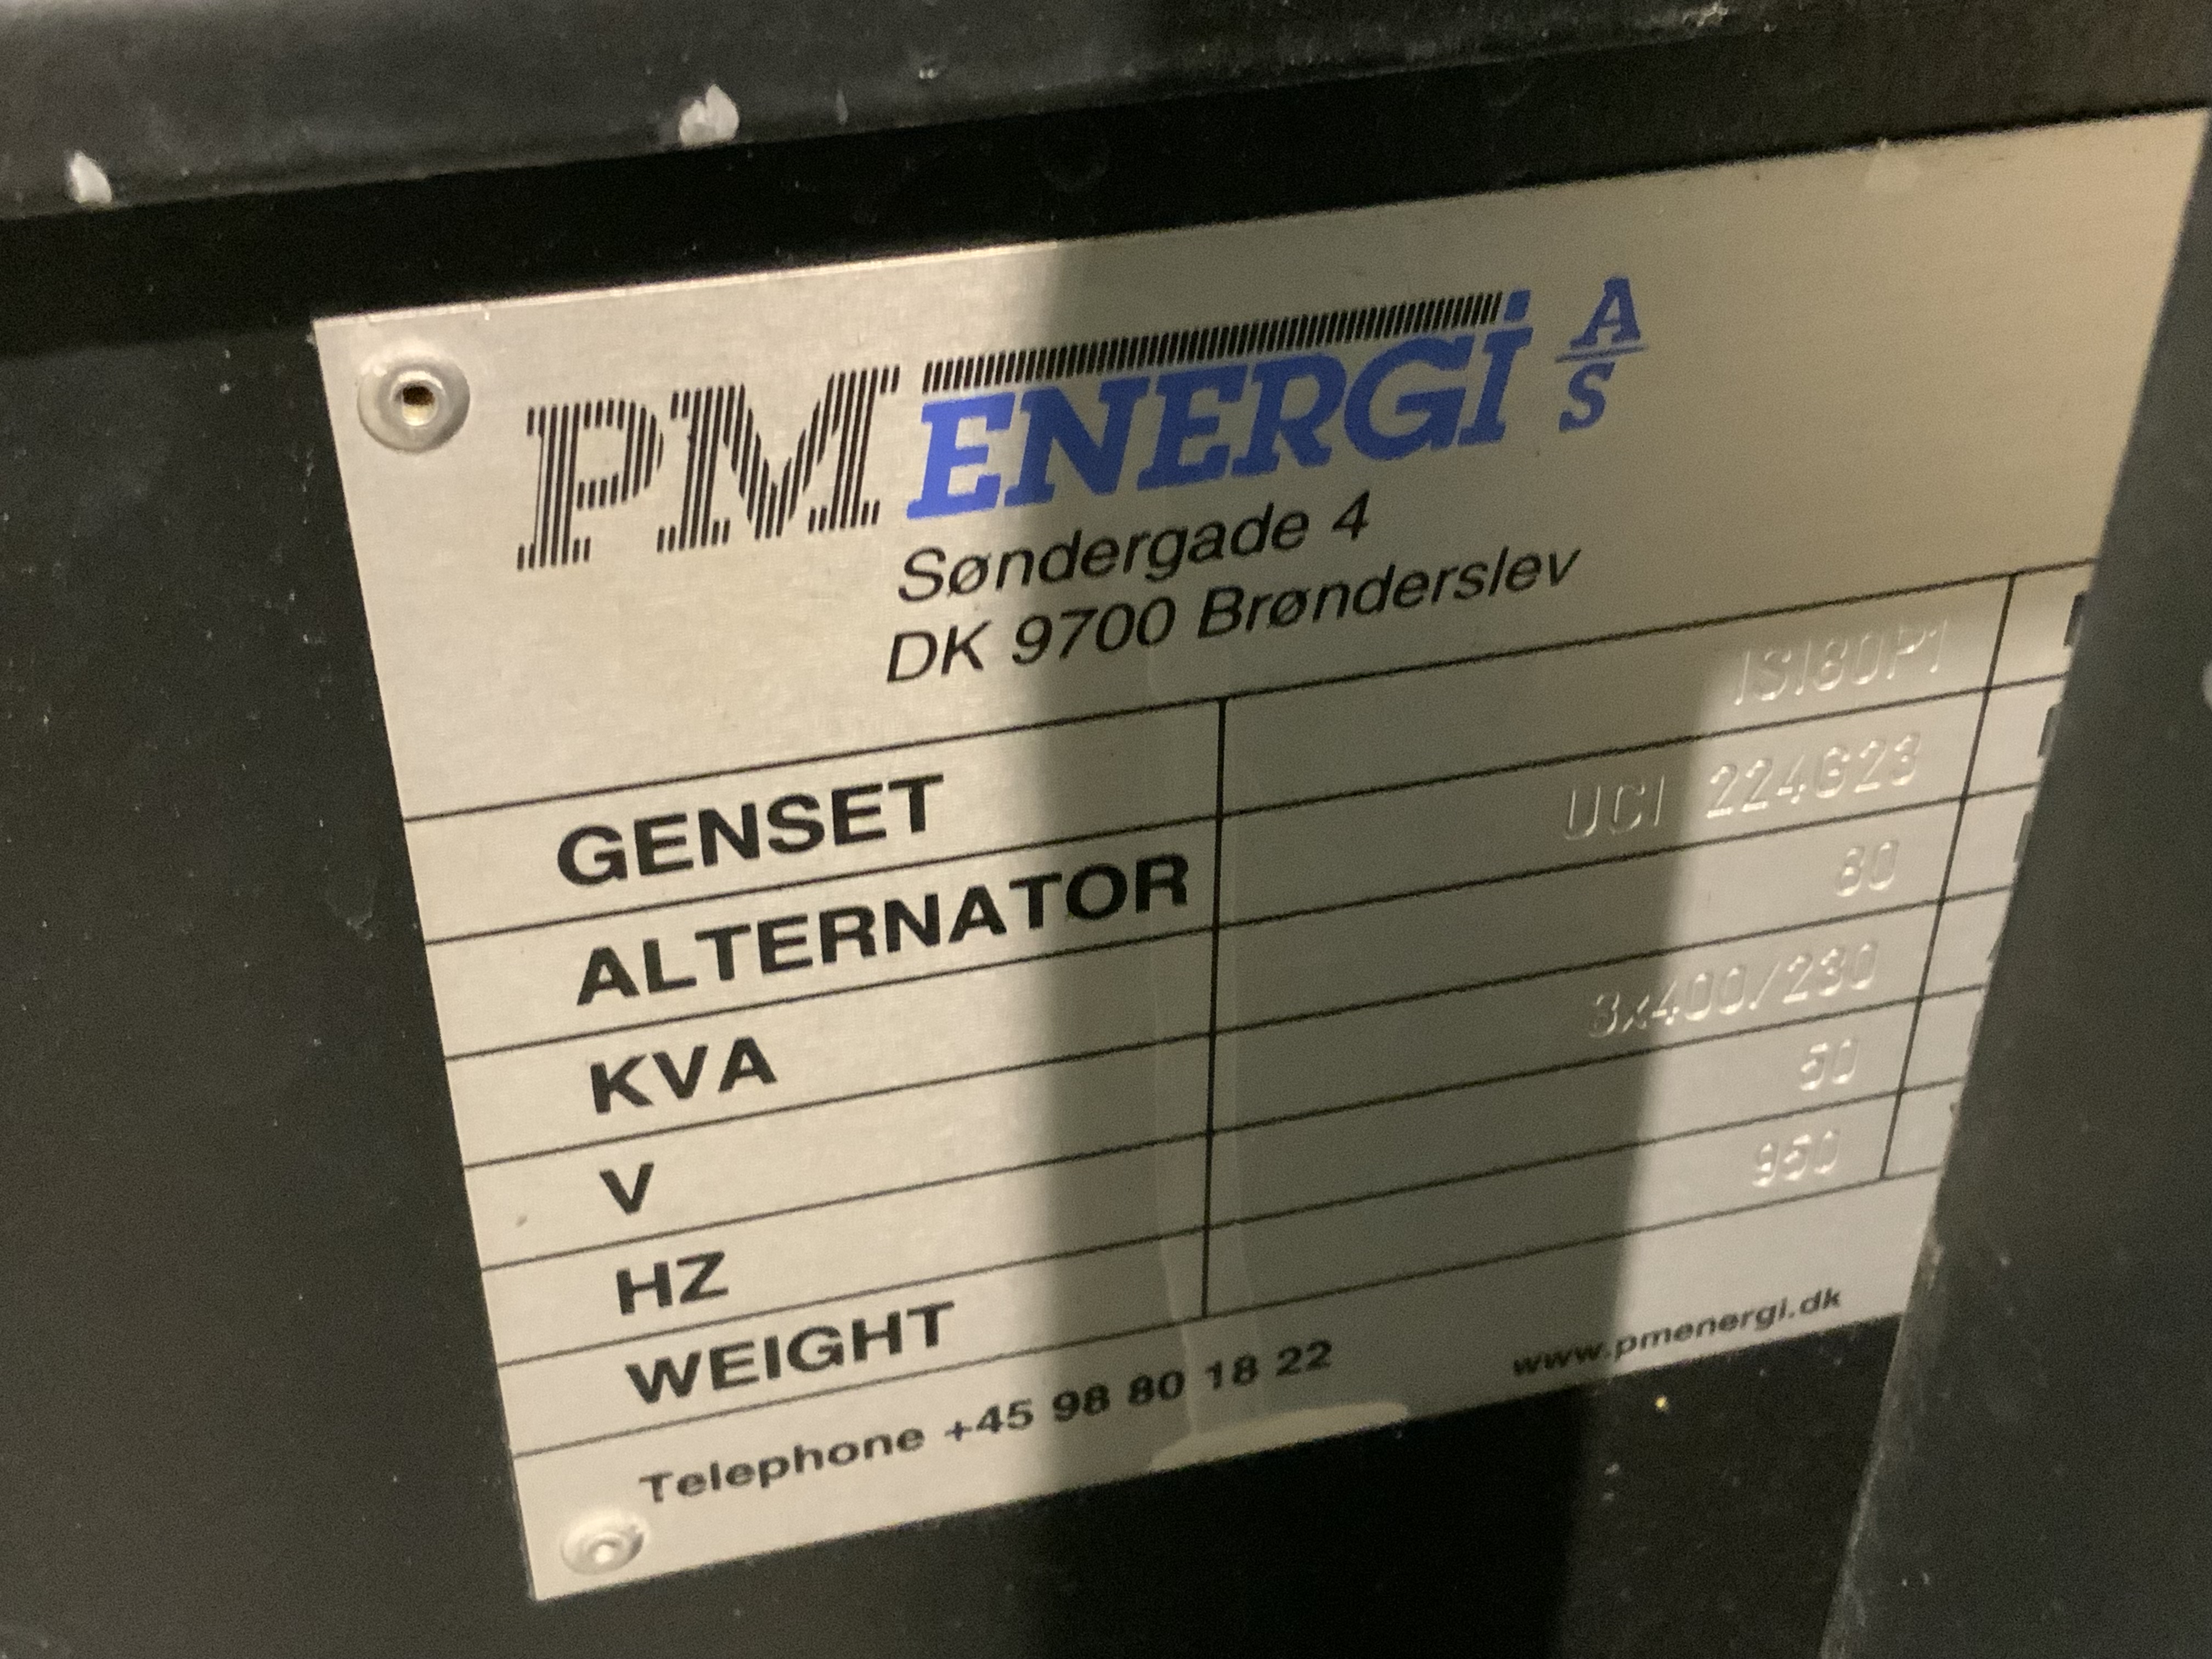 PM ENERGI A/S
Søndergade 4
DK 9700 Brønderslev
GENSET ISI80P1
ALTERNATOR UCI 224G23
KVA 80
V 3x400/230
HZ 50
WEIGHT 950
Telephone +45 98 80 18 22 www.pmenergi.dk